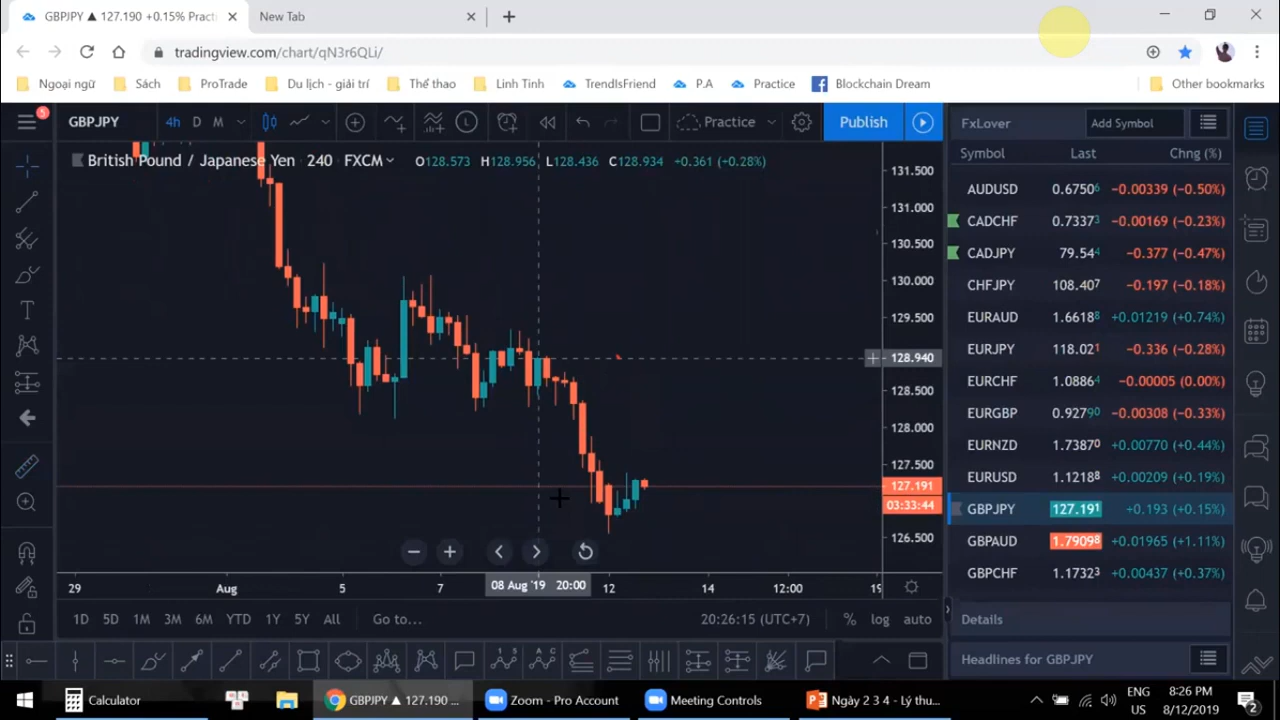 GBPJPY ▲ 127.190 +0.15% Practi
New Tab
tradingview.com/chart/qN3r6QLi/
Ngoại ngữ Sách ProTrade Du lịch - giải trí Thể thao Linh Tinh TrendIsFriend P.A Practice Blockchain Dream Other bookmarks
5
GBPJPY 4h D W M Practice Publish
British Pound / Japanese Yen 240 FXCM O128.573 H128.956 L128.436 C128.934 +0.361 (+0.28%)
131.500
131.000
130.500
130.000
129.500
128.940
128.500
128.000
127.500
127.191
03:33:44
126.500
29 Aug 5 7 08 Aug '19 20:00 12 14 12:00 19
1D 5D 1M 3M 6M YTD 1Y 5Y All Go to... 20:26:15 (UTC+7) % log auto
FxLover Add Symbol
Symbol Last Chng (%)
AUDUSD 0.67506 −0.00339 (−0.50%)
CADCHF 0.73373 −0.00169 (−0.23%)
CADJPY 79.544 −0.377 (−0.47%)
CHFJPY 108.407 −0.197 (−0.18%)
EURAUD 1.66188 +0.01219 (+0.74%)
EURJPY 118.021 −0.336 (−0.28%)
EURCHF 1.08864 −0.00005 (0.00%)
EURGBP 0.92790 −0.00308 (−0.33%)
EURNZD 1.73870 +0.00770 (+0.44%)
EURUSD 1.12188 +0.00209 (+0.19%)
GBPJPY 127.191 +0.193 (+0.15%)
GBPAUD 1.79098 +0.01965 (+1.11%)
GBPCHF 1.17323 +0.00437 (+0.37%)
Details
Headlines for GBPJPY
Calculator
GBPJPY ▲ 127.190 ...
Zoom - Pro Account
Meeting Controls
Ngày 2 3 4 - Lý thu...
ENG
US
8:26 PM
8/12/2019
2